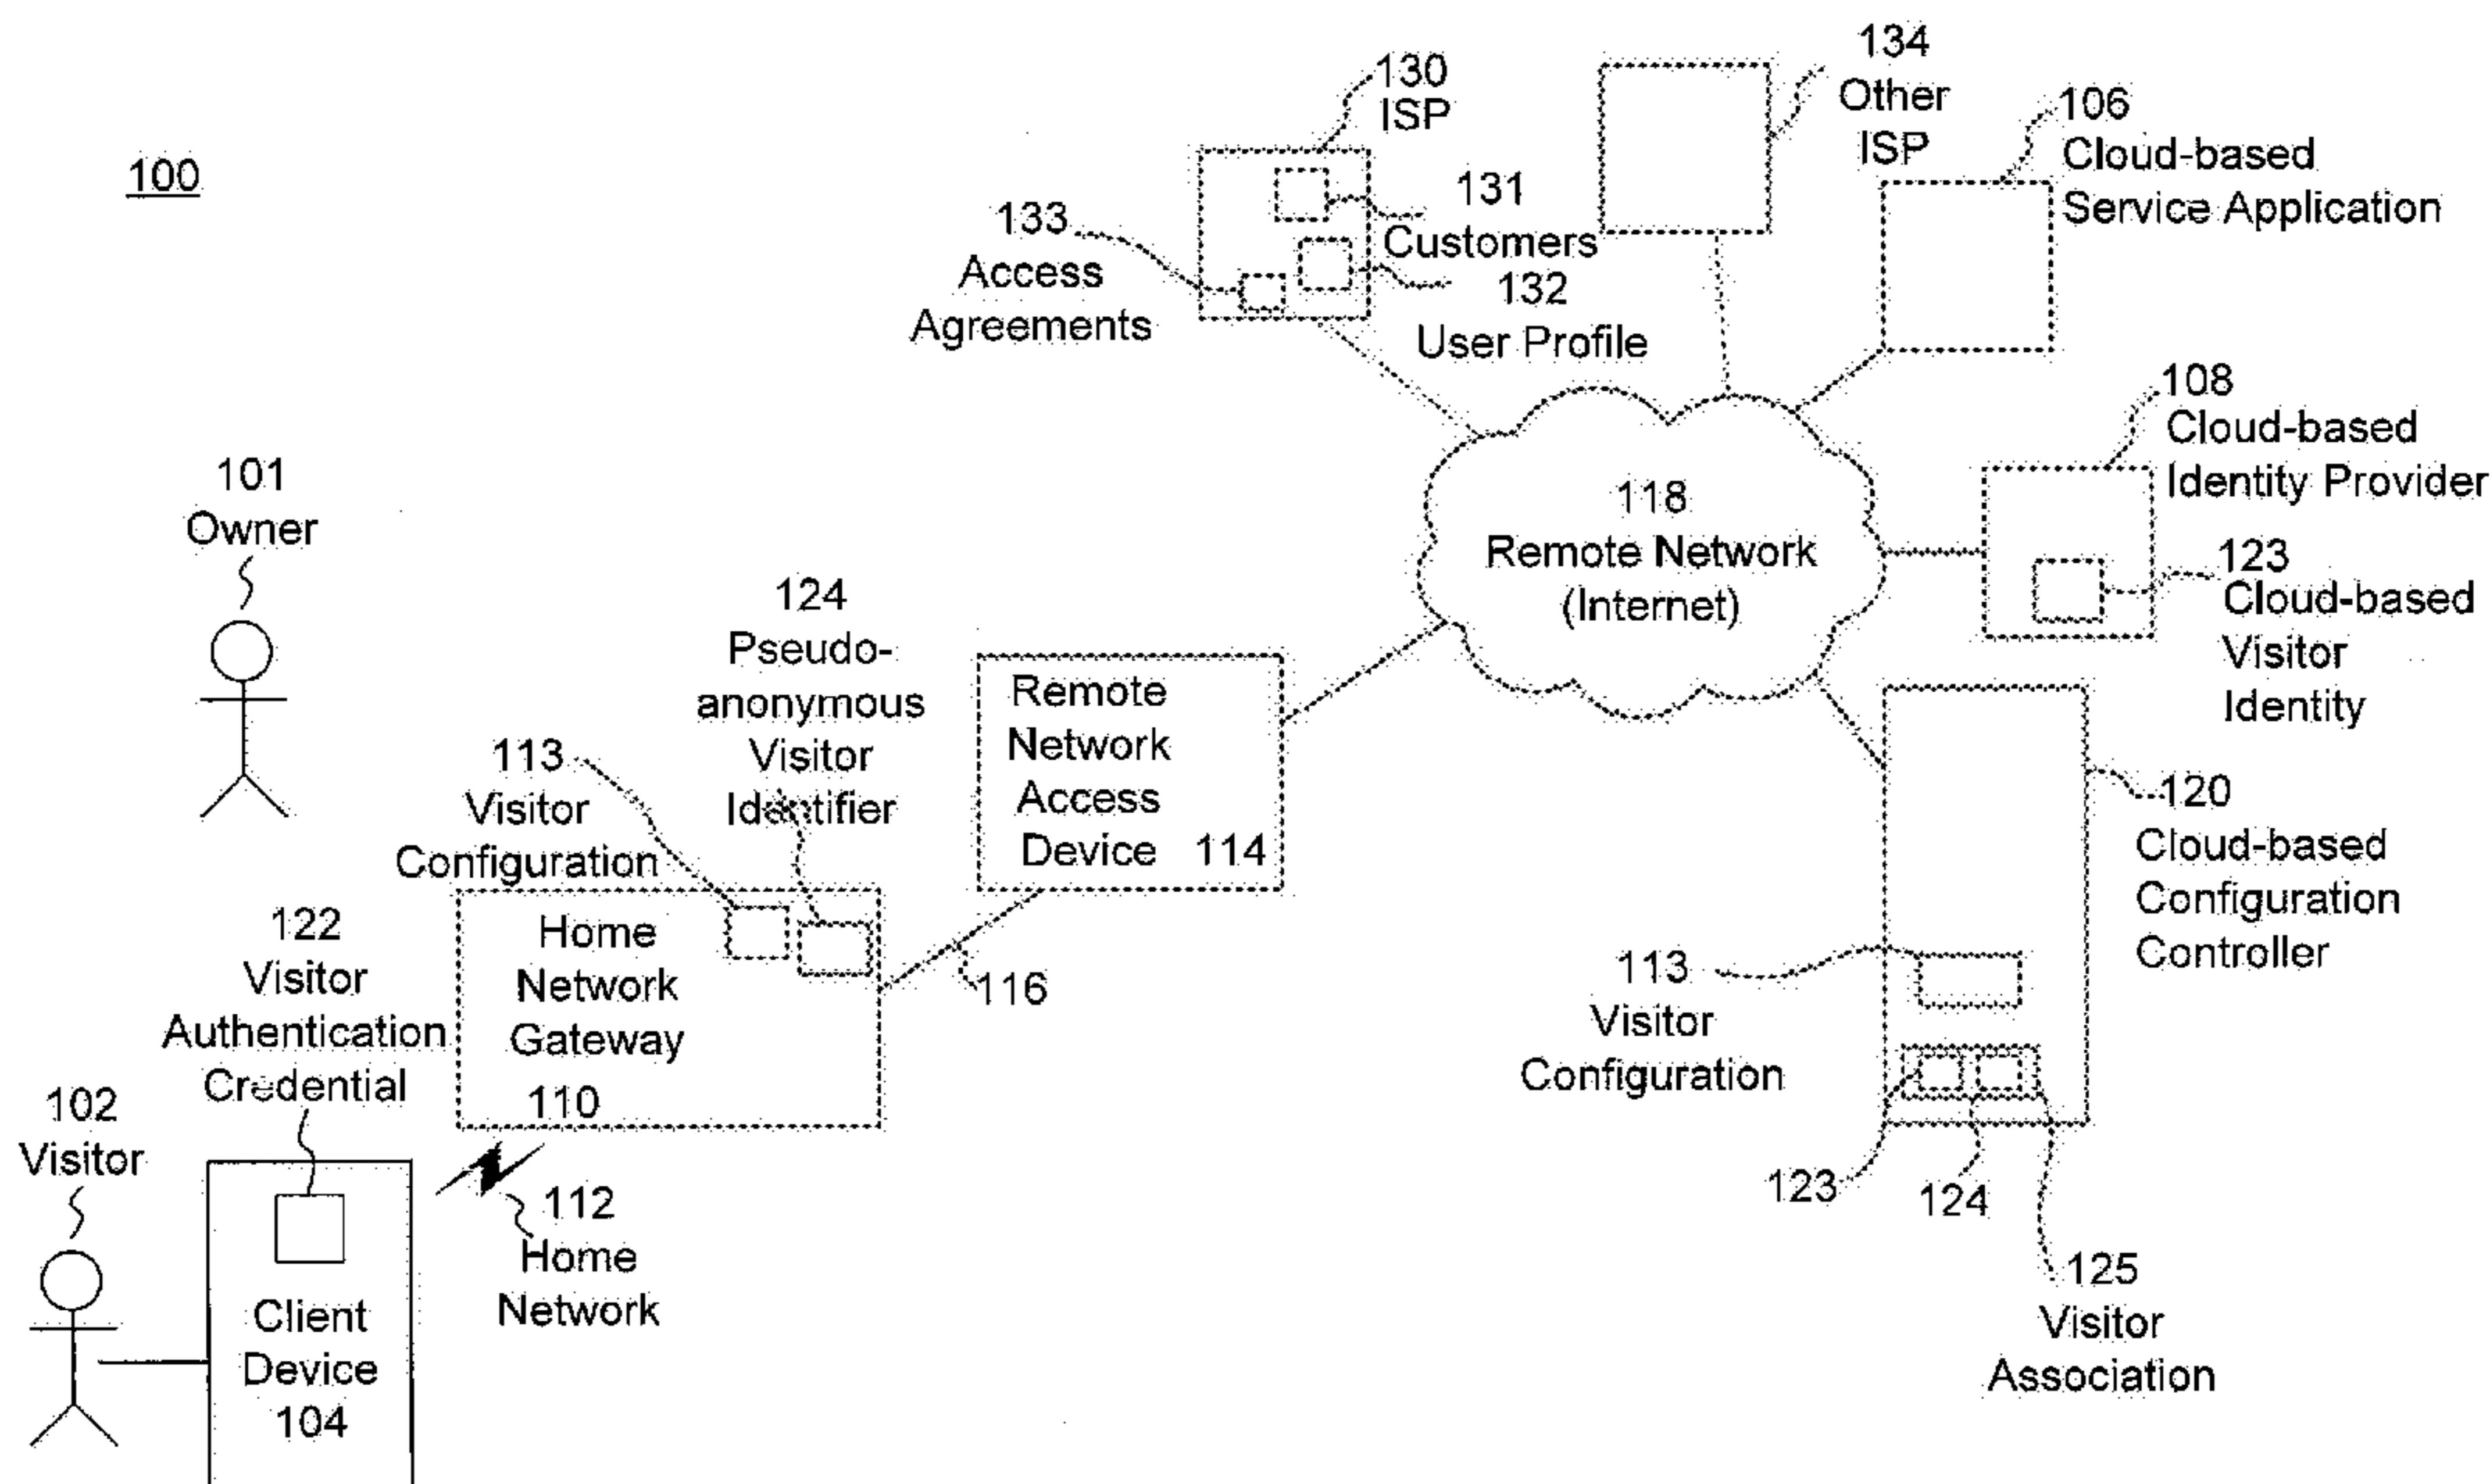 100
130
ISP
134
Other
ISP
106
Cloud-based
Service Application
131
Customers
133
Access
Agreements
132
User Profile
108
Cloud-based
Identity Provider
123
Cloud-based
Visitor
Identity
118
Remote Network
(Internet)
101
Owner
124
Pseudo-
anonymous
Visitor
Identifier
113
Visitor
Configuration
Remote
Network
Access
Device 114
120
Cloud-based
Configuration
Controller
122
Visitor
Authentication
Credential
Home
Network
Gateway
110
116
113
Visitor
Configuration
102
Visitor
112
Home
Network
123
124
125
Visitor
Association
Client
Device
104